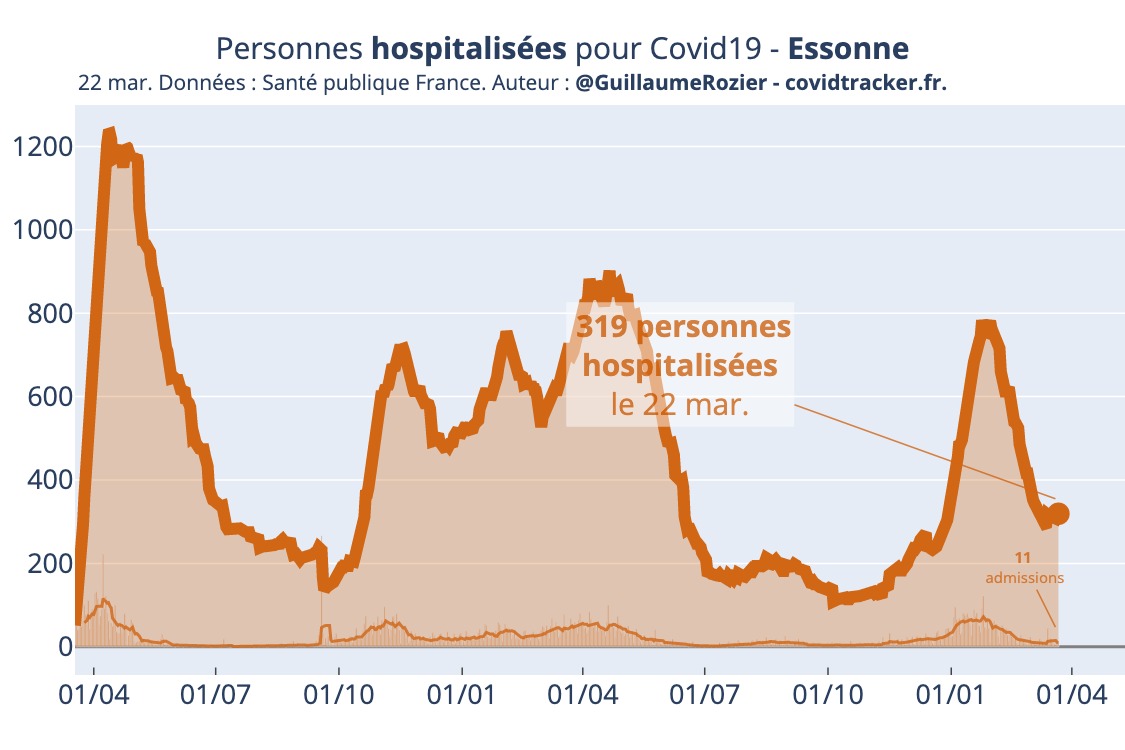 Personnes hospitalisées pour Covid19 - Essonne
22 mar. Données : Santé publique France. Auteur : @GuillaumeRozier - covidtracker.fr.
1200
1000
800
600
400
200
0
319 personnes
hospitalisées
le 22 mar.
11
admissions
01/04 01/07 01/10 01/01 01/04 01/07 01/10 01/01 01/04